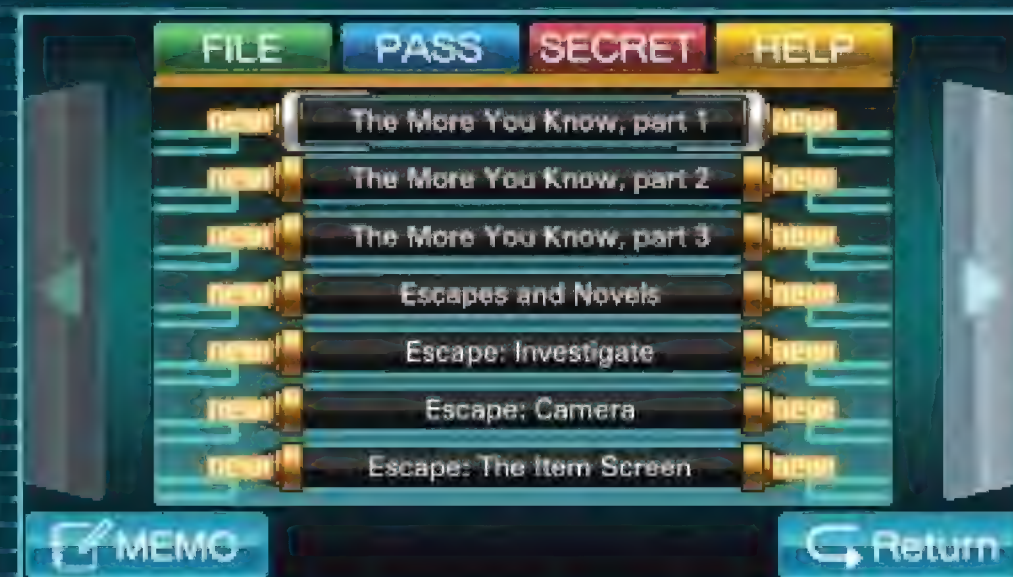 FILE PASS SECRET HELP
new! The More You Know, part 1 new!
new! The More You Know, part 2 new!
new! The More You Know, part 3 new!
new! Escapes and Novels new!
new! Escape: Investigate new!
new! Escape: Camera new!
new! Escape: The Item Screen new!
MEMO Return